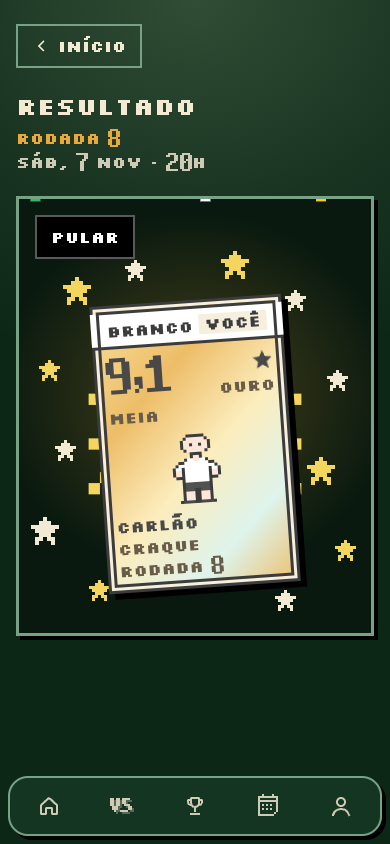 INÍCIO
RESULTADO
RODADA 8
SÁB, 7 NOV · 20H
PULAR
BRANCO VOCÊ
9,1
OURO
MEIA
CARLÃO
CRAQUE
RODADA 8
VS